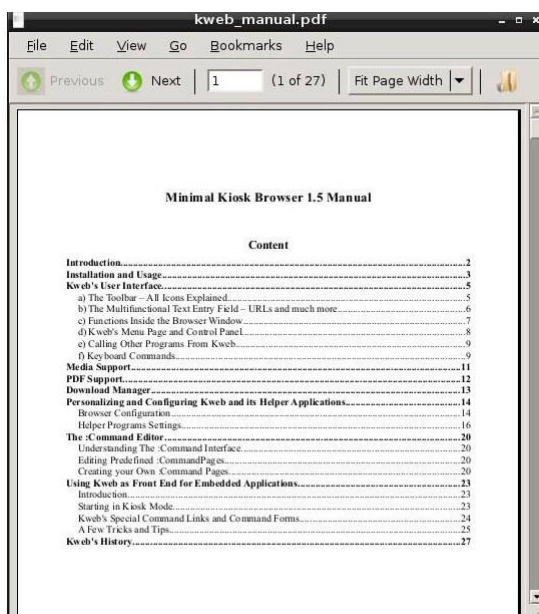 kweb_manual.pdf
File Edit View Go Bookmarks Help
Previous Next 1 (1 of 27) Fit Page Width
Minimal Kiosk Browser 1.5 Manual
Content
Introduction.....2
Installation and Usage.....3
Kweb's User Interface.....5
a) The Toolbar – All Icons Explained.....5
b) The Multifunctional Text Entry Field – URLs and much more.....6
c) Functions Inside the Browser Window.....7
d) Kweb's Menu Page and Control Panel.....8
e) Calling Other Programs From Kweb.....9
f) Keyboard Commands.....9
Media Support.....11
PDF Support.....12
Download Manager.....13
Personalizing and Configuring Kweb and its Helper Applications.....14
Browser Configuration.....14
Helper Programs Settings.....16
The :Command Editor.....20
Understanding The :Command Interface.....20
Editing Predefined :CommandPages.....20
Creating your Own :Command Pages.....20
Using Kweb as Front End for Embedded Applications.....23
Introduction.....23
Starting in Kiosk Mode.....23
Kweb's Special Command Links and Command Forms.....24
A Few Tricks and Tips.....25
Kweb's History.....27